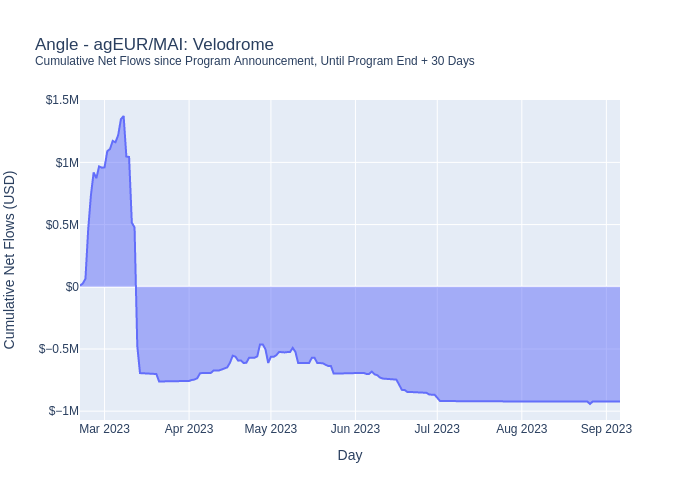 Angle - agEUR/MAI: Velodrome
Cumulative Net Flows since Program Announcement, Until Program End + 30 Days
Cumulative Net Flows (USD)
$1.5M
$1M
$0.5M
$0
$−0.5M
$−1M
Mar 2023 Apr 2023 May 2023 Jun 2023 Jul 2023 Aug 2023 Sep 2023
Day